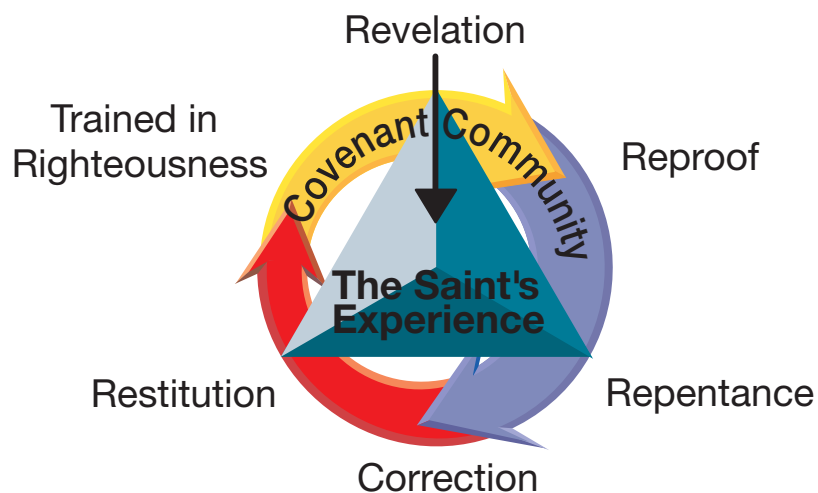 Revelation
Covenant Community
Trained in
Righteousness
Reproof
The Saint's
Experience
Restitution
Repentance
Correction